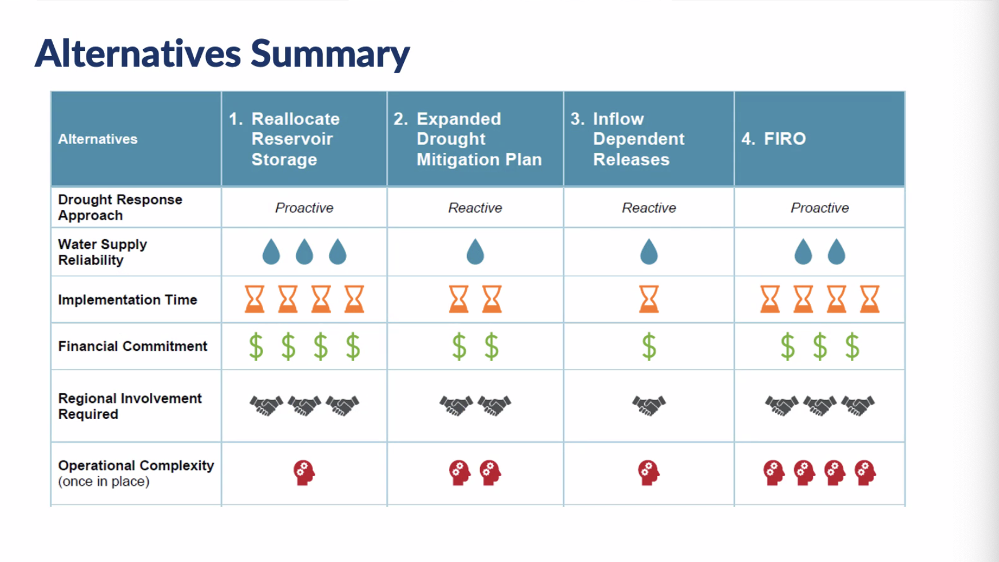 Alternatives Summary
Alternatives
1. Reallocate
Reservoir
Storage
2. Expanded
Drought
Mitigation Plan
3. Inflow
Dependent
Releases
4. FIRO
Drought Response
Approach
Proactive
Reactive
Reactive
Proactive
Water Supply
Reliability
Implementation Time
Financial Commitment
$ $ $ $
$ $
$
$ $ $
Regional Involvement
Required
Operational Complexity
(once in place)